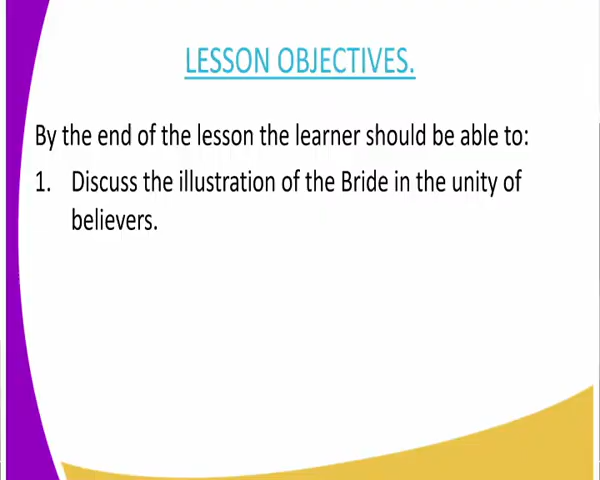 LESSON OBJECTIVES.
By the end of the lesson the learner should be able to:
1. Discuss the illustration of the Bride in the unity of
believers.